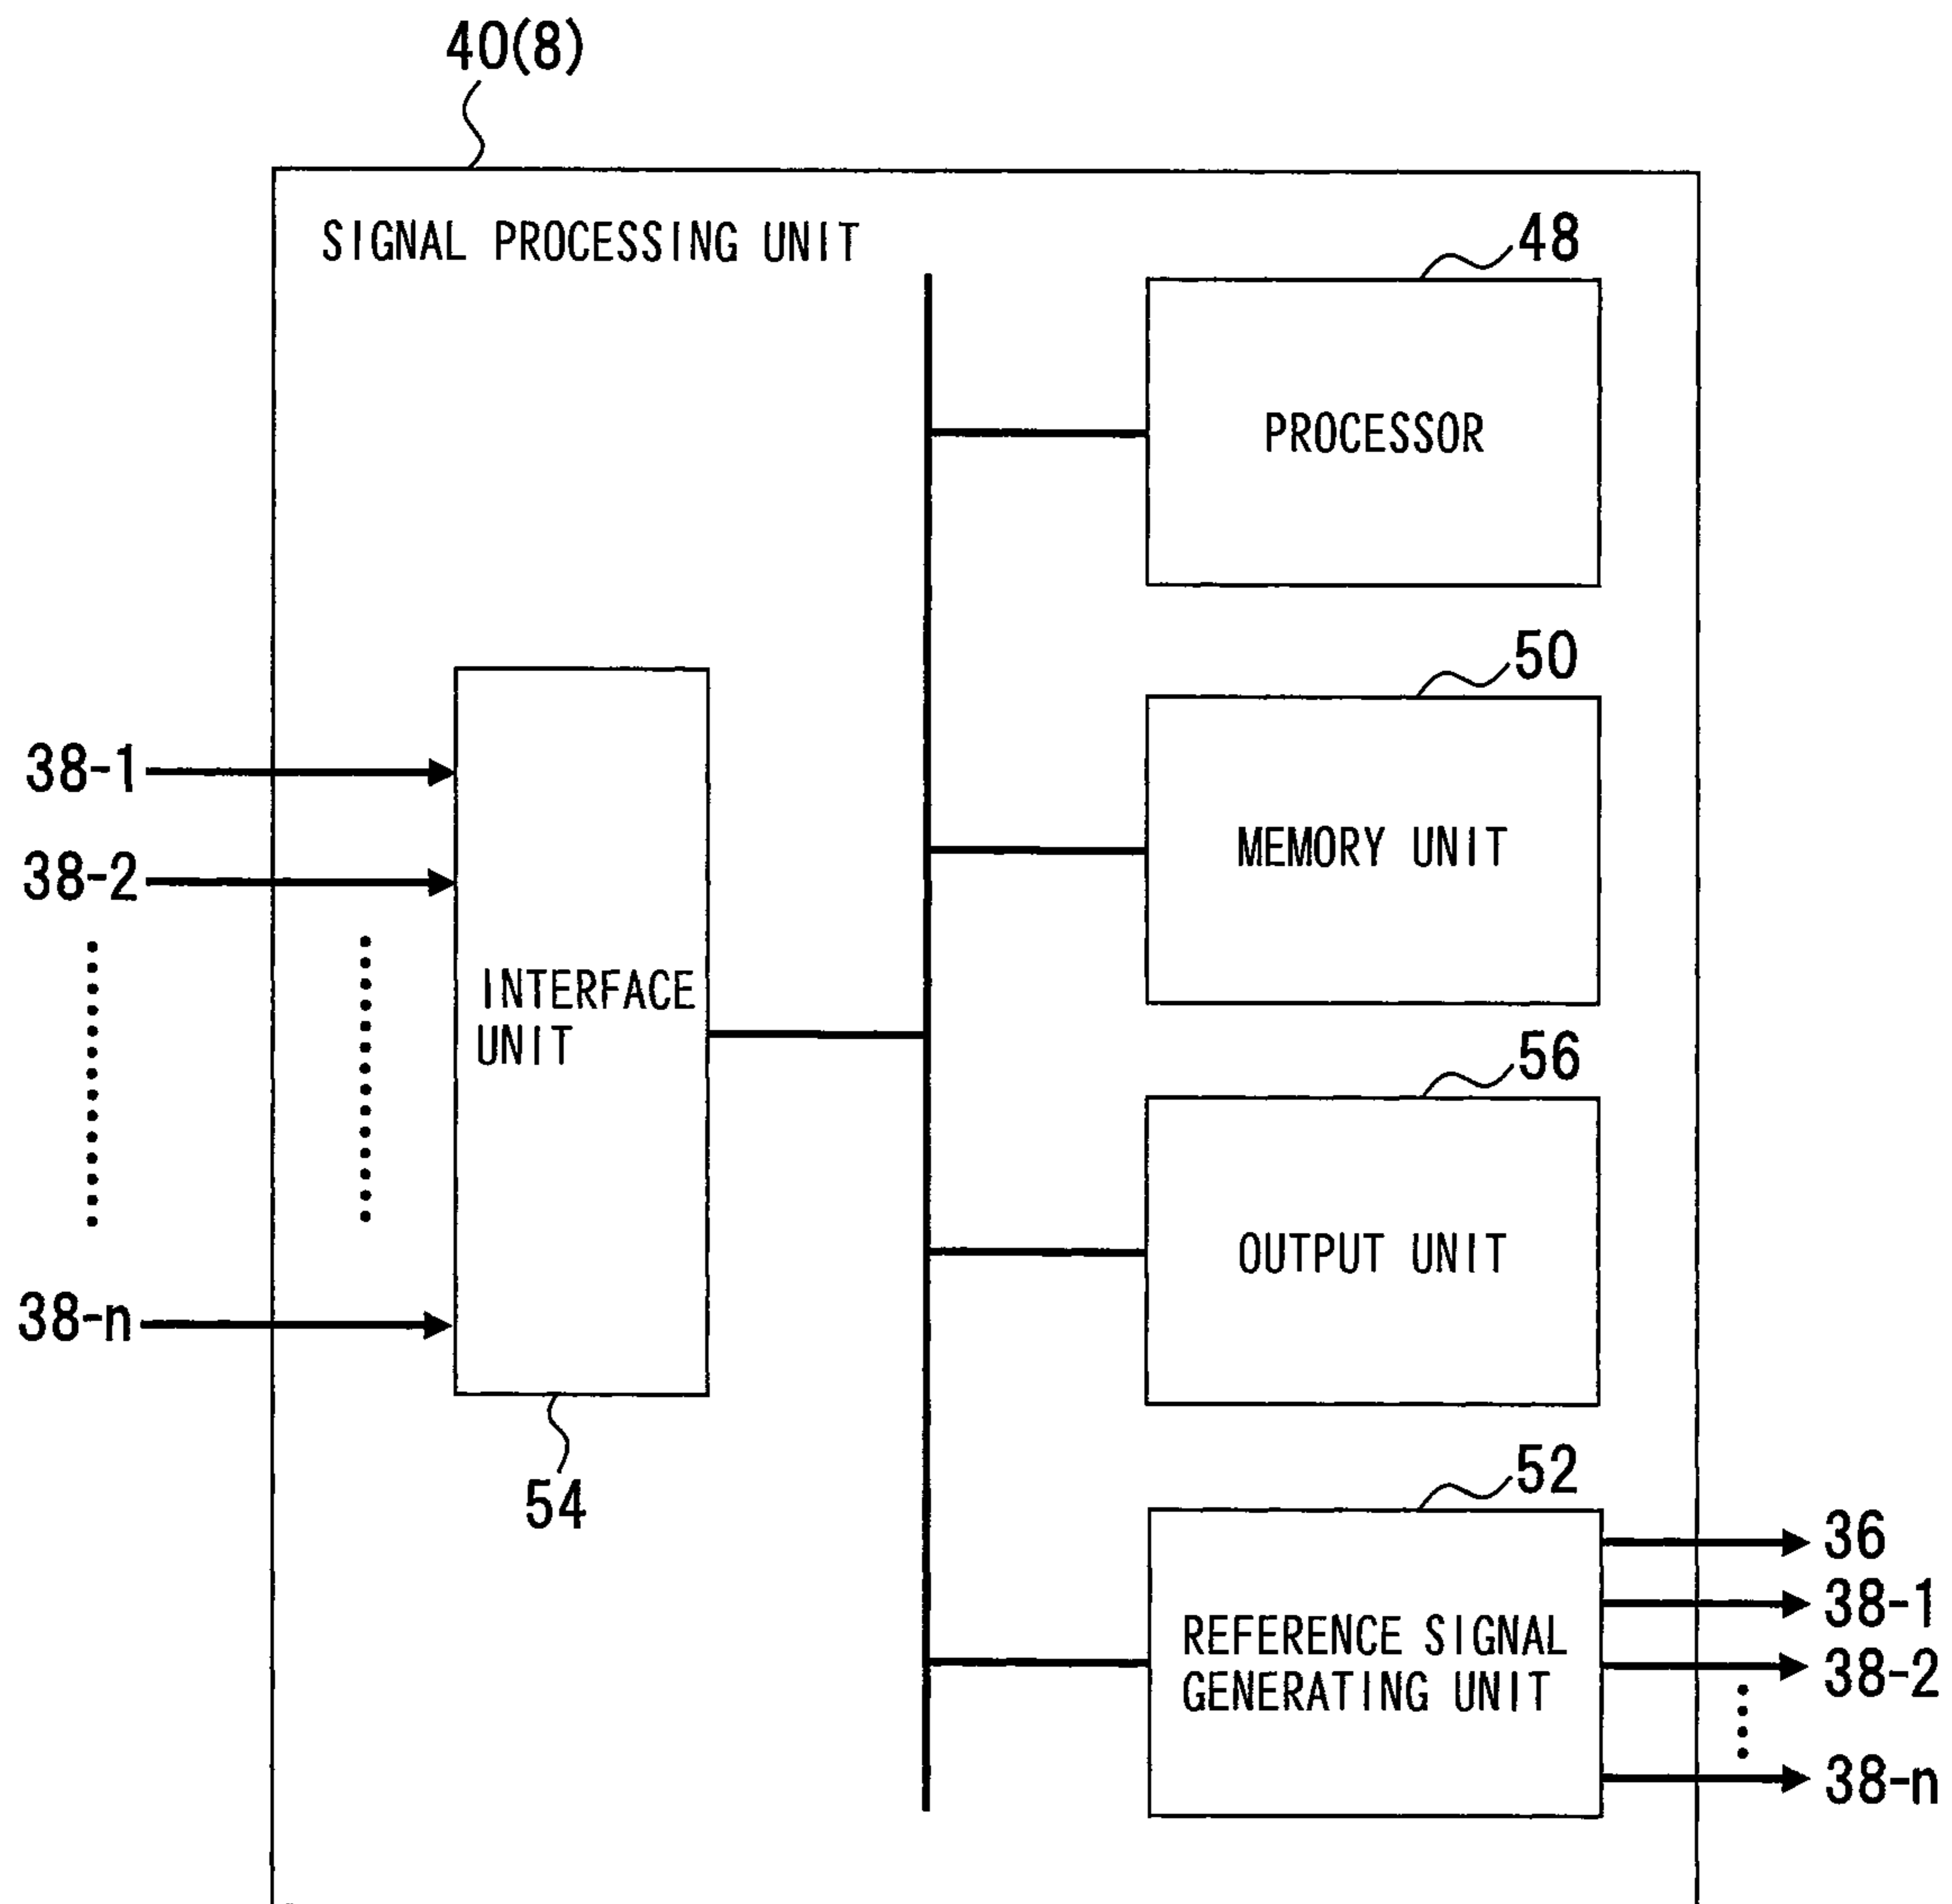 40(8)
SIGNAL PROCESSING UNIT
48
PROCESSOR
50
MEMORY UNIT
38-1
38-2
38-n
INTERFACE
UNIT
54
56
OUTPUT UNIT
52
REFERENCE SIGNAL
GENERATING UNIT
36
38-1
38-2
38-n